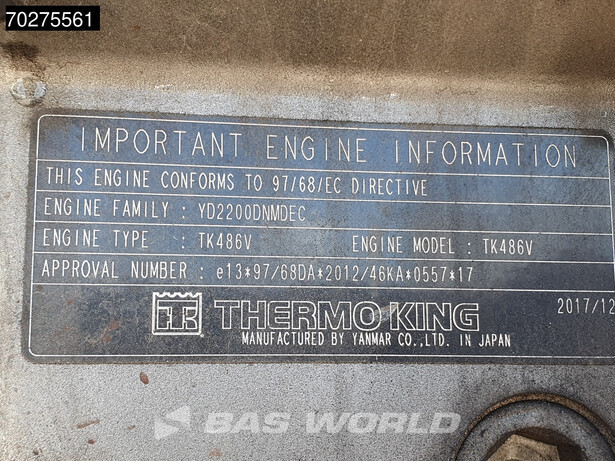 70275561
IMPORTANT ENGINE INFORMATION
THIS ENGINE CONFORMS TO 97/68/EC DIRECTIVE
ENGINE FAMILY : YD2200DNMDEC
ENGINE TYPE : TK486V ENGINE MODEL : TK486V
APPROVAL NUMBER : e13*97/68DA*2012/46KA*0557*17
TK THERMO KING 2017/12
MANUFACTURED BY YANMAR CO.,LTD. IN JAPAN
BAS WORLD